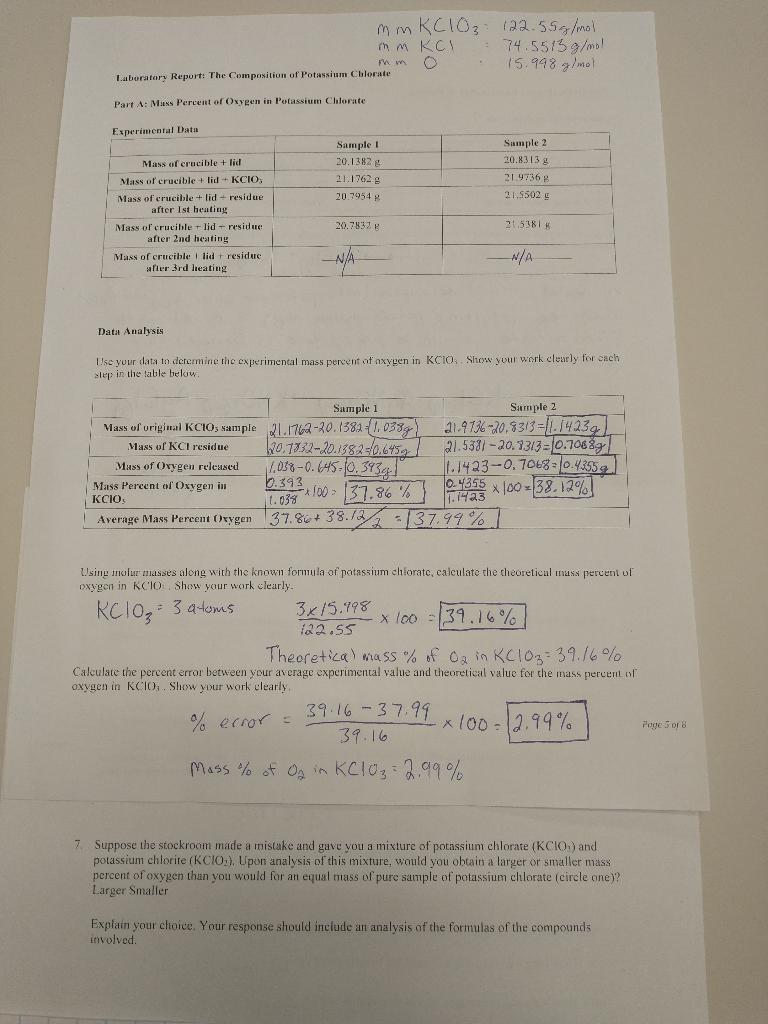 mm KClO3: 122.55g/mol
mm KCl : 74.5513g/mol
mm O : 15.998 g/mol
Laboratory Report: The Composition of Potassium Chlorate
Part A: Mass Percent of Oxygen in Potassium Chlorate
Experimental Data
Sample 1 Sample 2
Mass of crucible + lid 20.1382 g 20.8313 g
Mass of crucible + lid + KClO3 21.1762 g 21.9736 g
Mass of crucible + lid + residue 20.7954 g 21.5502 g
after 1st heating
Mass of crucible + lid + residue 20.7832 g 21.5381 g
after 2nd heating
Mass of crucible + lid + residue N/A N/A
after 3rd heating
Data Analysis
Use your data to determine the experimental mass percent of oxygen in KClO3. Show your work clearly for each
step in the table below.
Sample 1 Sample 2
Mass of original KClO3 sample 21.1762-20.1382=1.038g 21.9736-20.8313=1.1423g
Mass of KCl residue 20.7832-20.1382=0.645g 21.5381-20.8313=0.7068g
Mass of Oxygen released 1.038-0.645=0.393g 1.1423-0.7068=0.4355g
Mass Percent of Oxygen in 0.393/1.038 x100= 37.86 % 0.4355/1.1423 x100=38.12%
KClO3
Average Mass Percent Oxygen 37.86+38.12/2 = 37.99 %
Using molar masses along with the known formula of potassium chlorate, calculate the theoretical mass percent of
oxygen in KClO3. Show your work clearly.
KClO3= 3 atoms 3x15.998/122.55 x 100 = 39.16%
Theoretical mass % of O2 in KClO3=39.16%
Calculate the percent error between your average experimental value and theoretical value for the mass percent of
oxygen in KClO3. Show your work clearly.
% error = 39.16-37.99/39.16 x100= 2.99%
Page 5 of 8
Mass % of O2 in KClO3=2.99%
7. Suppose the stockroom made a mistake and gave you a mixture of potassium chlorate (KClO3) and
potassium chlorite (KClO2). Upon analysis of this mixture, would you obtain a larger or smaller mass
percent of oxygen than you would for an equal mass of pure sample of potassium chlorate (circle one)?
Larger Smaller
Explain your choice. Your response should include an analysis of the formulas of the compounds
involved.